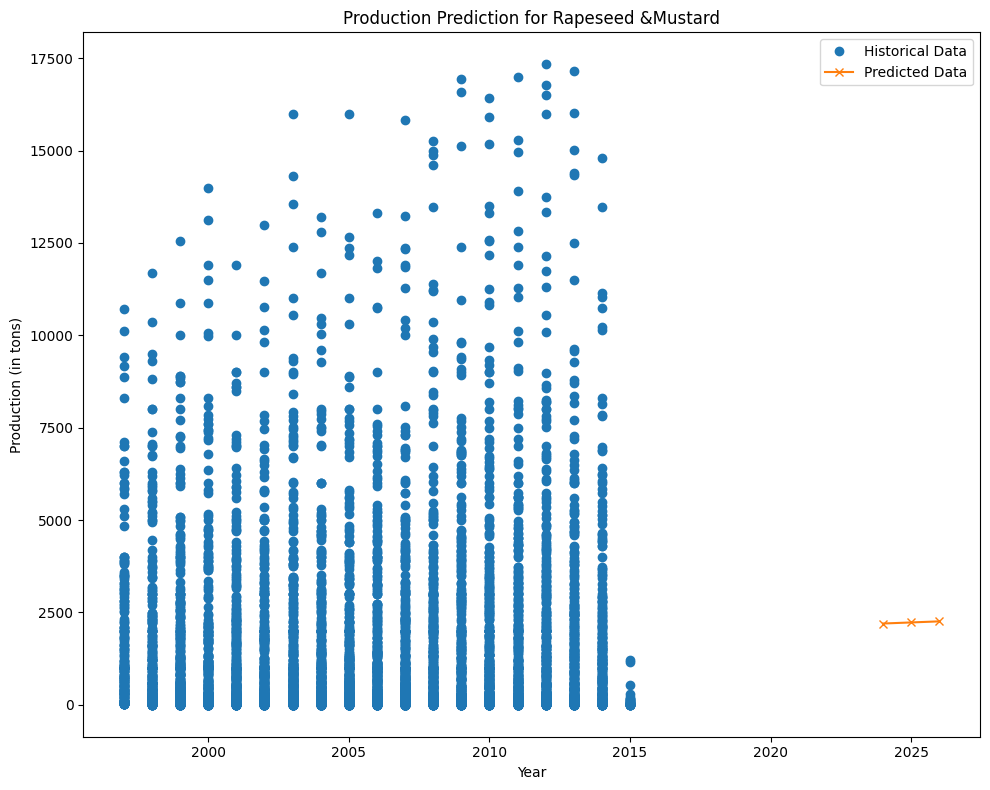 Production Prediction for Rapeseed &Mustard
Historical Data
Predicted Data
Production (in tons)
17500
15000
12500
10000
7500
5000
2500
0
2000
2005
2010
2015
2020
2025
Year